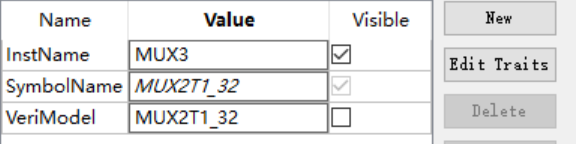 Name Value Visible New
InstName MUX3
Edit Traits
SymbolName MUX2T1_32
VeriModel MUX2T1_32 Delete